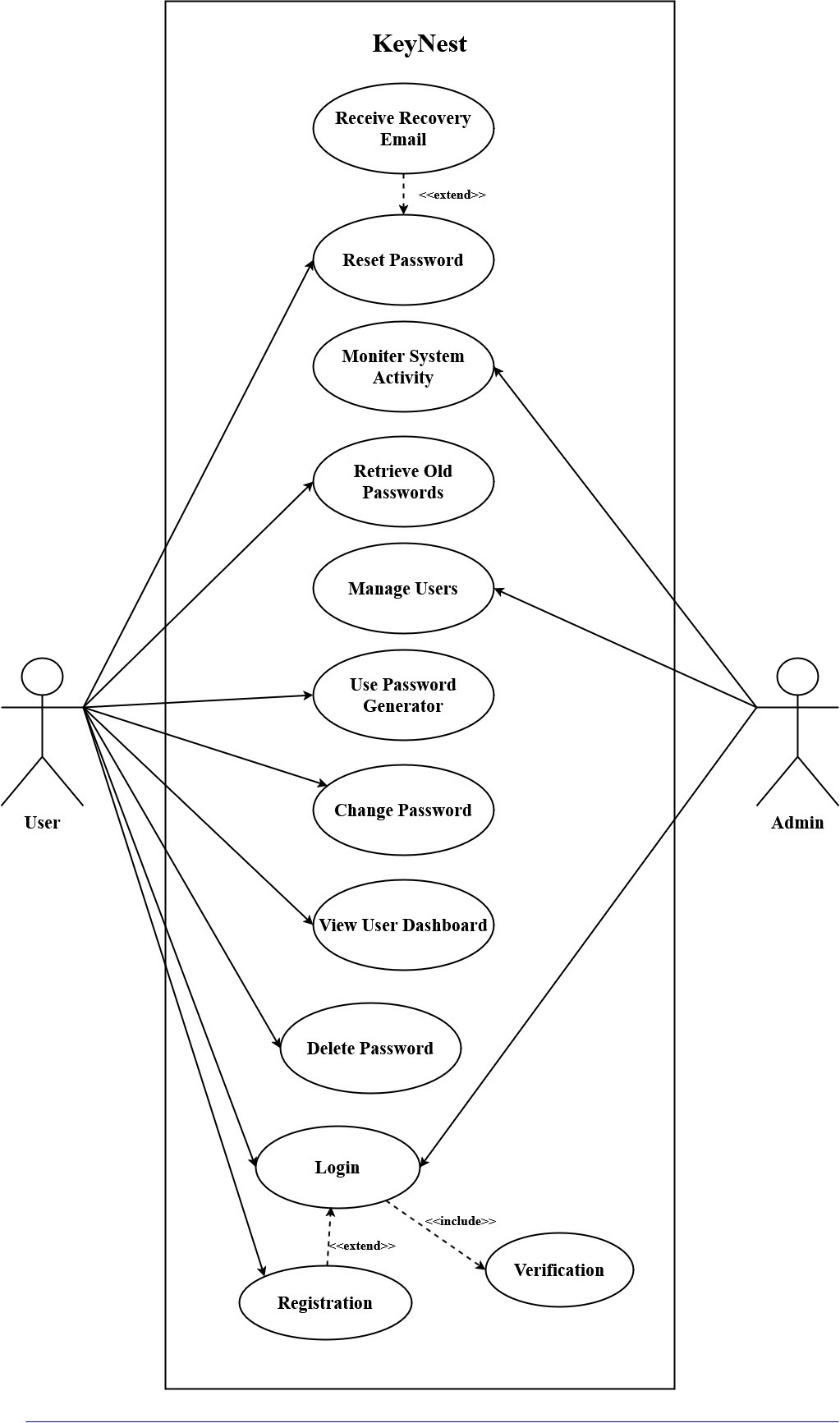 KeyNest
Receive Recovery
Email
<<extend>>
Reset Password
Moniter System
Activity
Retrieve Old
Passwords
Manage Users
Use Password
Generator
Change Password
User
Admin
View User Dashboard
Delete Password
Login
<<include>>
<<extend>>
Verification
Registration